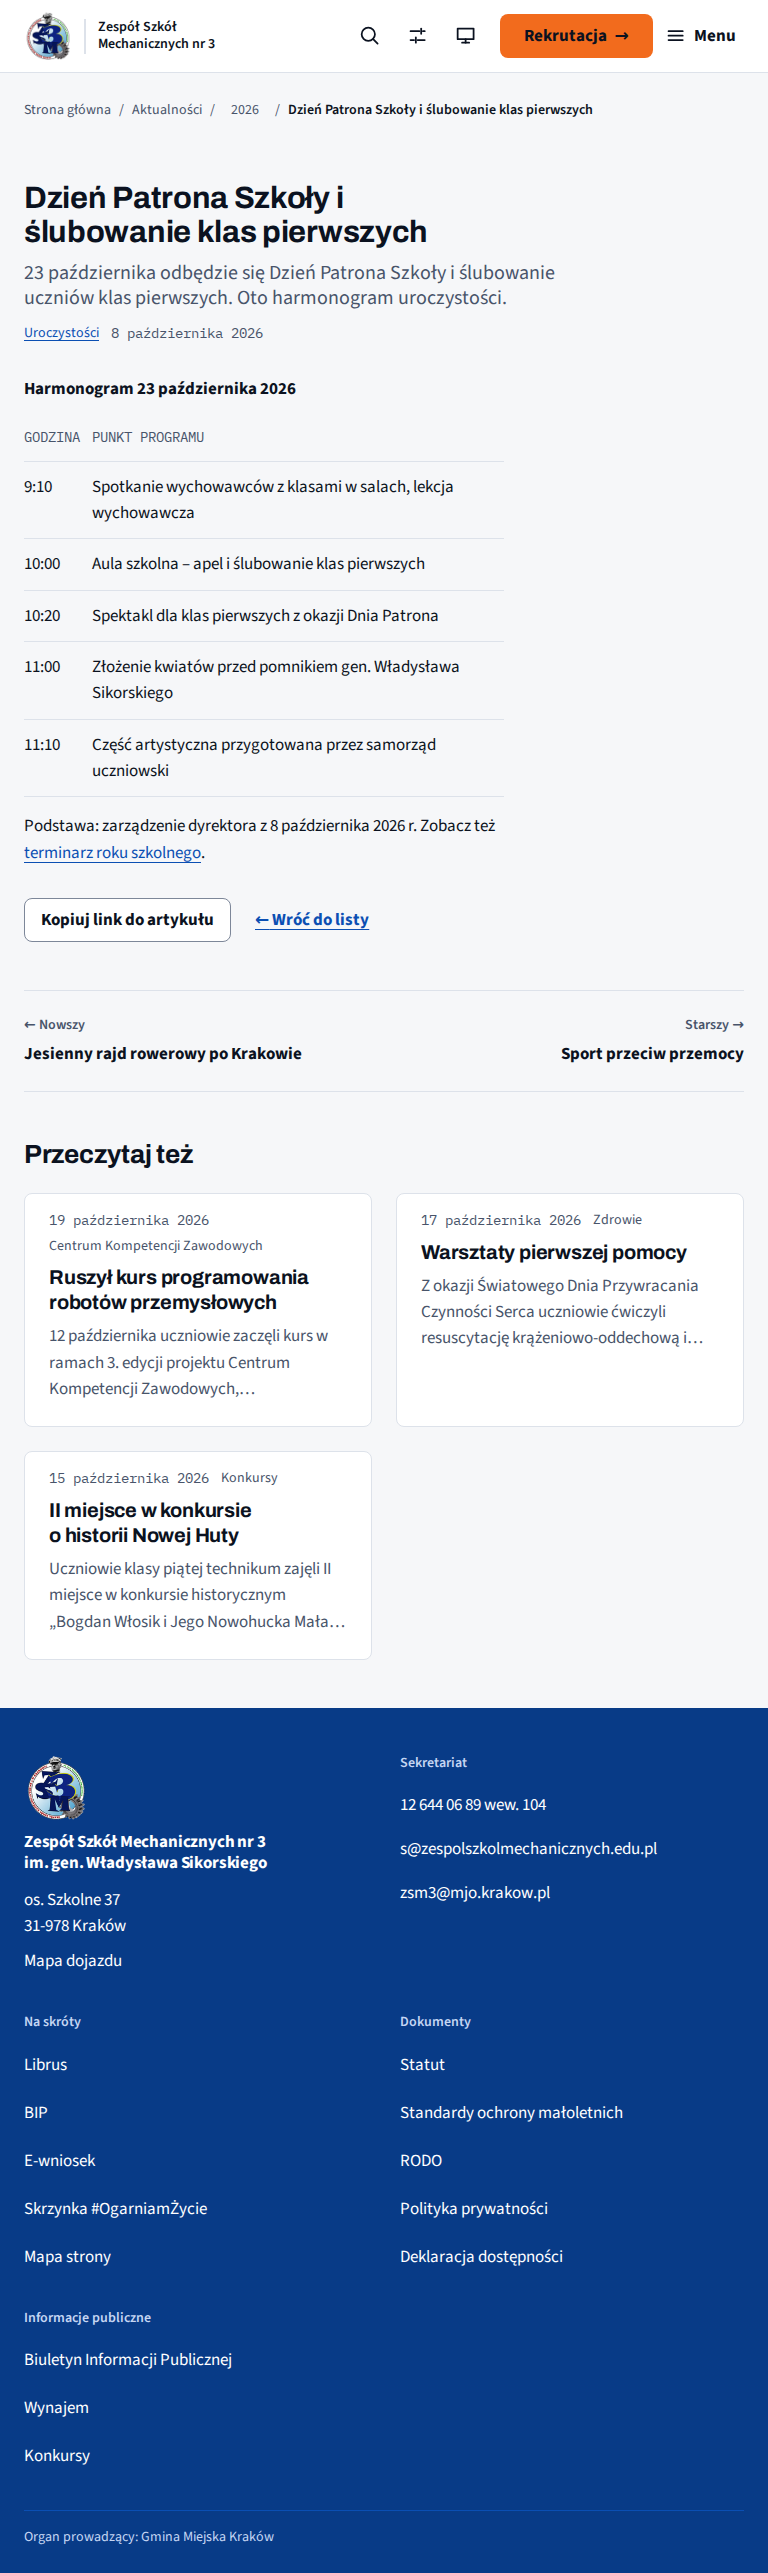 Zespół Szkół
Mechanicznych nr 3
Rekrutacja →
Menu
Strona główna / Aktualności / 2026 / Dzień Patrona Szkoły i ślubowanie klas pierwszych
Dzień Patrona Szkoły i
ślubowanie klas pierwszych
23 października odbędzie się Dzień Patrona Szkoły i ślubowanie
uczniów klas pierwszych. Oto harmonogram uroczystości.
Uroczystości 8 października 2026
Harmonogram 23 października 2026
GODZINA PUNKT PROGRAMU
9:10 Spotkanie wychowawców z klasami w salach, lekcja
wychowawcza
10:00 Aula szkolna – apel i ślubowanie klas pierwszych
10:20 Spektakl dla klas pierwszych z okazji Dnia Patrona
11:00 Złożenie kwiatów przed pomnikiem gen. Władysława
Sikorskiego
11:10 Część artystyczna przygotowana przez samorząd
uczniowski
Podstawa: zarządzenie dyrektora z 8 października 2026 r. Zobacz też
terminarz roku szkolnego.
Kopiuj link do artykułu
← Wróć do listy
← Nowszy
Jesienny rajd rowerowy po Krakowie
Starszy →
Sport przeciw przemocy
Przeczytaj też
19 października 2026
Centrum Kompetencji Zawodowych
Ruszył kurs programowania
robotów przemysłowych
12 października uczniowie zaczęli kurs w
ramach 3. edycji projektu Centrum
Kompetencji Zawodowych,…
17 października 2026 Zdrowie
Warsztaty pierwszej pomocy
Z okazji Światowego Dnia Przywracania
Czynności Serca uczniowie ćwiczyli
resuscytację krążeniowo-oddechową i…
15 października 2026 Konkursy
II miejsce w konkursie
o historii Nowej Huty
Uczniowie klasy piątej technikum zajęli II
miejsce w konkursie historycznym
„Bogdan Włosik i Jego Nowohucka Mała…
Zespół Szkół Mechanicznych nr 3
im. gen. Władysława Sikorskiego
os. Szkolne 37
31-978 Kraków
Mapa dojazdu
Sekretariat
12 644 06 89 wew. 104
s@zespolszkolmechanicznych.edu.pl
zsm3@mjo.krakow.pl
Na skróty
Librus
BIP
E-wniosek
Skrzynka #OgarniamŻycie
Mapa strony
Dokumenty
Statut
Standardy ochrony małoletnich
RODO
Polityka prywatności
Deklaracja dostępności
Informacje publiczne
Biuletyn Informacji Publicznej
Wynajem
Konkursy
Organ prowadzący: Gmina Miejska Kraków